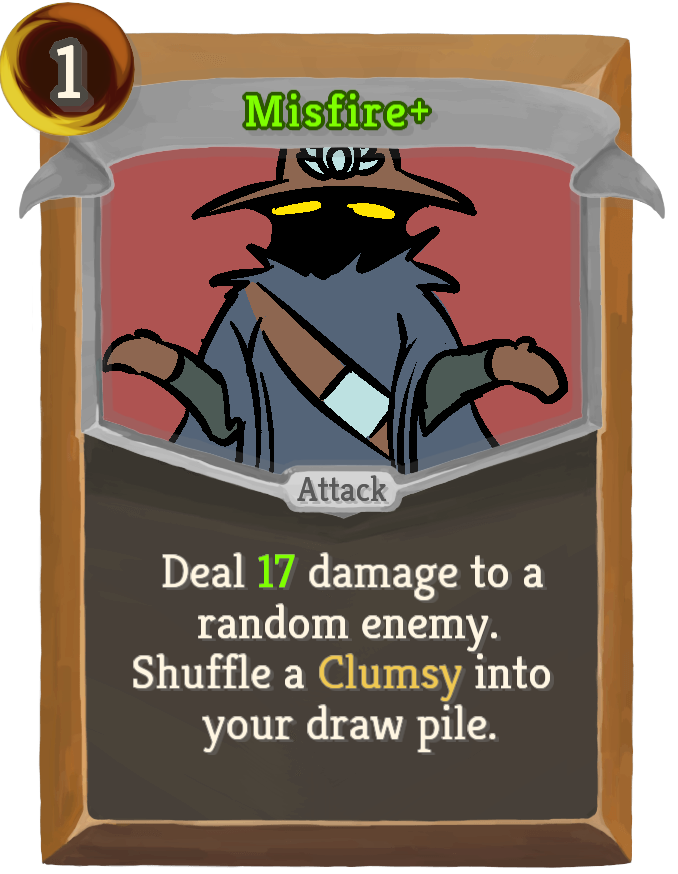 1
Misfire+
Attack
Deal 17 damage to a
random enemy.
Shuffle a Clumsy into
your draw pile.